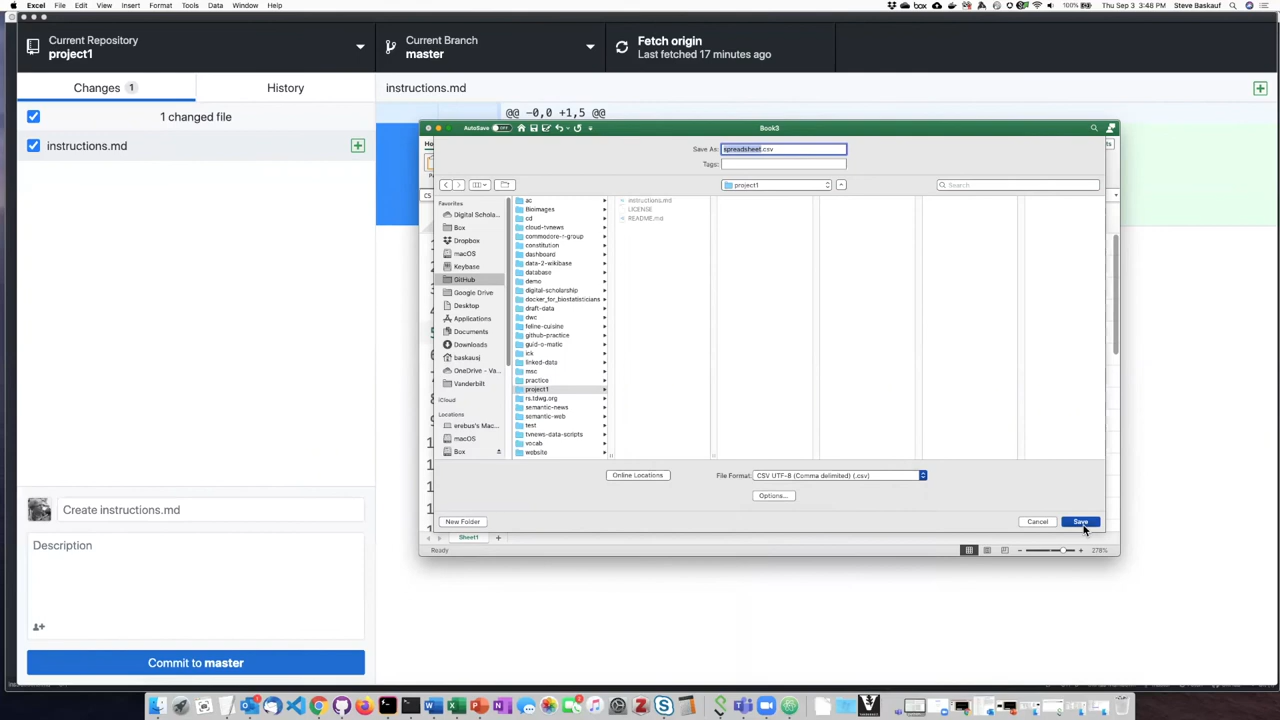 Excel File Edit View Insert Format Tools Data Window Help
box 100% Thu Sep 3 3:48 PM Steve Baskauf
Current Repository
project1
Current Branch
master
Fetch origin
Last fetched 17 minutes ago
Changes 1
History
instructions.md
1 changed file
@@ -0,0 +1,5 @@
instructions.md
AutoSave OFF
Book3
Save As: spreadsheet.csv
Tags:
project1
Search
Favorites
Digital Schola...
Box
Dropbox
macOS
Keybase
GitHub
Google Drive
Desktop
Applications
Documents
Downloads
baskausj
OneDrive - Va...
Vanderbilt
iCloud
Locations
erebus's Mac...
macOS
Box
ac
Bioimages
cd
cloud-tvnews
commodore-r-group
constitution
dashboard
data-2-wikibase
database
demo
digital-scholarship
docker_for_biostatisticians
draft-data
dwc
feline-cuisine
github-practice
guid-o-matic
ick
linked-data
msc
practice
project1
rs.tdwg.org
semantic-news
semantic-web
test
tvnews-data-scripts
vocab
website
instructions.md
LICENSE
README.md
Online Locations
File Format: CSV UTF-8 (Comma delimited) (.csv)
Options...
New Folder
Cancel
Save
Sheet1
Ready
278%
Create instructions.md
Description
Commit to master